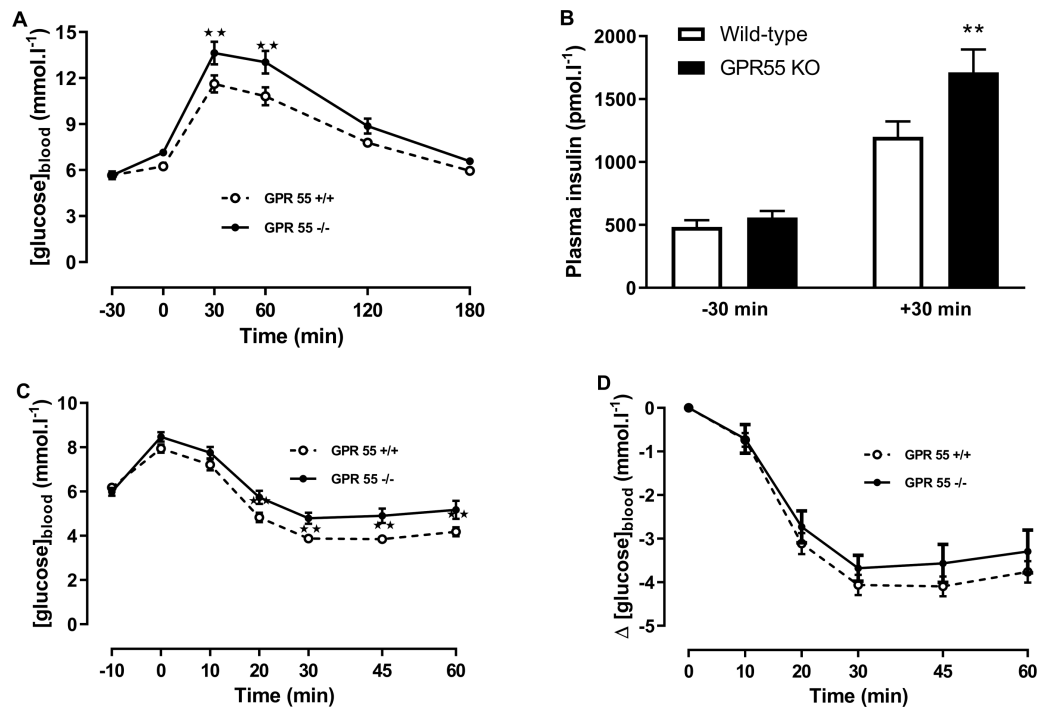 A
[glucose]blood (mmol.l-1)
15
12
9
6
3
0
GPR 55 +/+
GPR 55 -/-
-30 0 30 60 120 180
Time (min)
B
Plasma insulin (pmol.l-1)
2000
1500
1000
500
0
Wild-type
GPR55 KO
**
-30 min +30 min
C
[glucose]blood (mmol.l-1)
10
8
6
4
2
0
GPR 55 +/+
GPR 55 -/-
-10 0 10 20 30 45 60
Time (min)
D
Δ [glucose]blood (mmol.l-1)
0
-1
-2
-3
-4
-5
GPR 55 +/+
GPR 55 -/-
0 10 20 30 45 60
Time (min)